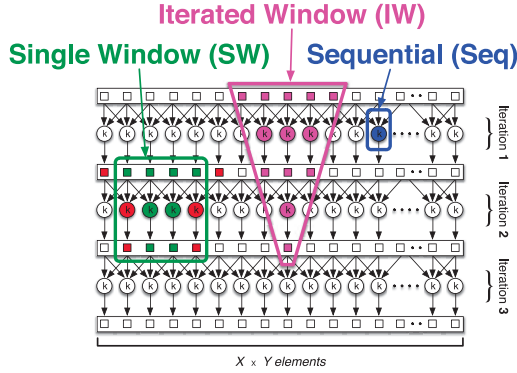 Iterated Window (IW)
Single Window (SW) Sequential (Seq)
k k k k k k k k k k k k k k k
Iteration 1
k k k k k k k k k k k k k k k
Iteration 2
k k k k k k k k k k k k k k k
Iteration 3
X x Y elements